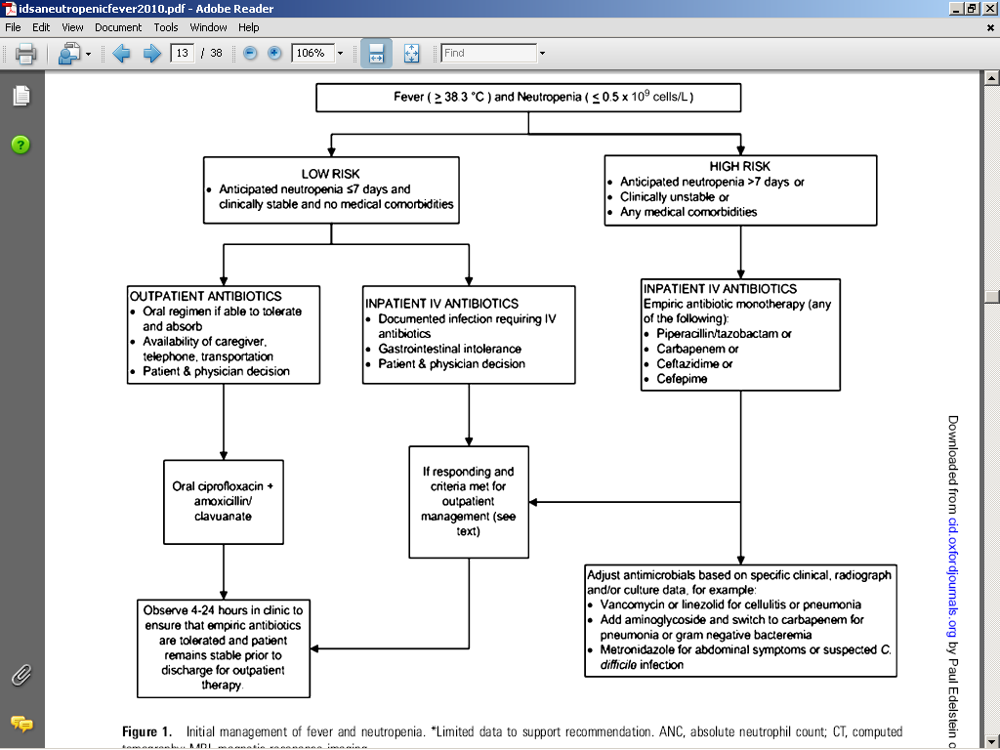 idsaneutropenicfever2010.pdf - Adobe Reader
File Edit View Document Tools Window Help
13 / 38 106% Find
Fever ( ≥ 38.3 °C ) and Neutropenia ( ≤ 0.5 x 10⁹ cells/L )
LOW RISK
• Anticipated neutropenia ≤7 days and
clinically stable and no medical comorbidities
HIGH RISK
• Anticipated neutropenia >7 days or
• Clinically unstable or
• Any medical comorbidities
OUTPATIENT ANTIBIOTICS
• Oral regimen if able to tolerate
and absorb
• Availability of caregiver,
telephone, transportation
• Patient & physician decision
INPATIENT IV ANTIBIOTICS
• Documented infection requiring IV
antibiotics
• Gastrointestinal intolerance
• Patient & physician decision
INPATIENT IV ANTIBIOTICS
Empiric antibiotic monotherapy (any
of the following):
• Piperacillin/tazobactam or
• Carbapenem or
• Ceftazidime or
• Cefepime
Oral ciprofloxacin +
amoxicillin/
clavuanate
If responding and
criteria met for
outpatient
management (see
text)
Observe 4-24 hours in clinic to
ensure that empiric antibiotics
are tolerated and patient
remains stable prior to
discharge for outpatient
therapy.
Adjust antimicrobials based on specific clinical, radiograph
and/or culture data, for example:
• Vancomycin or linezolid for cellulitis or pneumonia
• Add aminoglycoside and switch to carbapenem for
pneumonia or gram negative bacteremia
• Metronidazole for abdominal symptoms or suspected C.
difficile infection
Downloaded from cid.oxfordjournals.org by Paul Edelstein
Figure 1. Initial management of fever and neutropenia. *Limited data to support recommendation. ANC, absolute neutrophil count; CT, computed
tomography; MRI, magnetic resonance imaging.